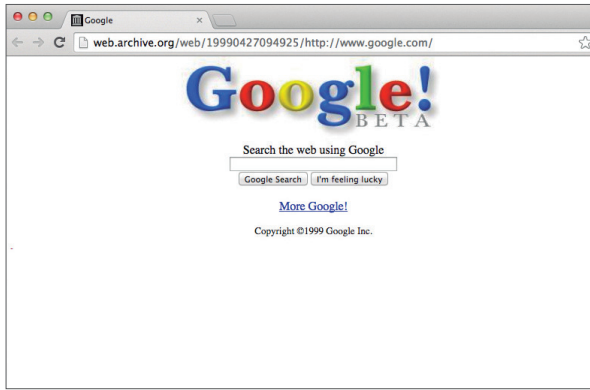 Google
web.archive.org/web/19990427094925/http://www.google.com/
Google!
BETA
Search the web using Google
Google Search I'm feeling lucky
More Google!
Copyright ©1999 Google Inc.